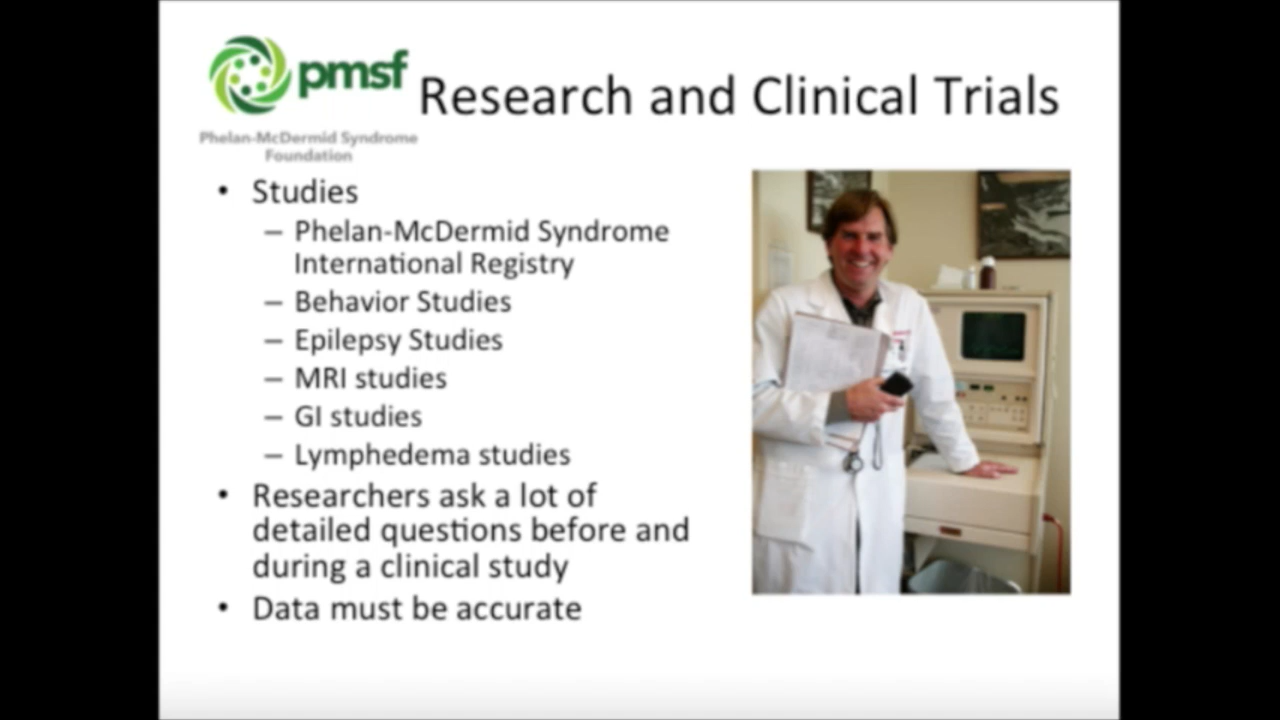 pmsf
Research and Clinical Trials
Phelan-McDermid Syndrome
Foundation
• Studies
– Phelan-McDermid Syndrome
International Registry
– Behavior Studies
– Epilepsy Studies
– MRI studies
– GI studies
– Lymphedema studies
• Researchers ask a lot of
detailed questions before and
during a clinical study
• Data must be accurate